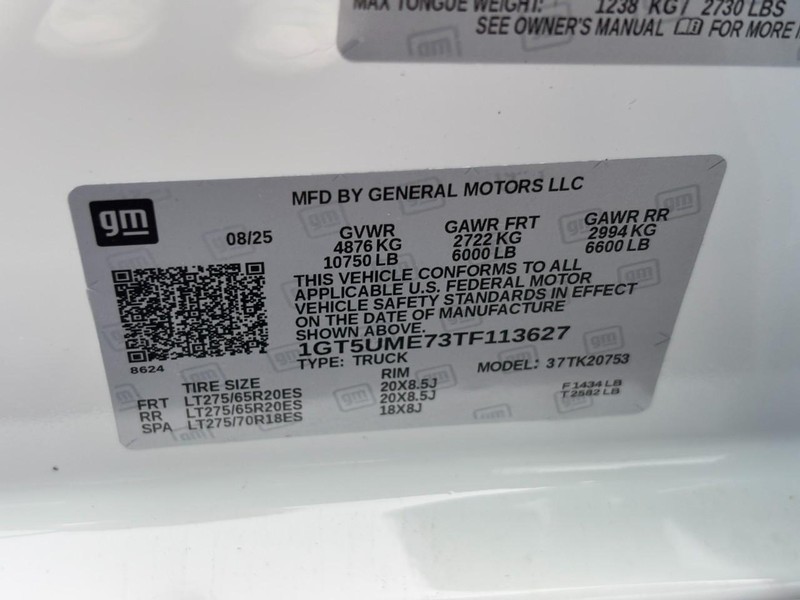 MAX TONGUE WEIGHT: 1238 KG / 2730 LBS
SEE OWNER'S MANUAL FOR MORE
gm
MFD BY GENERAL MOTORS LLC
08/25
GVWR GAWR FRT GAWR RR
4876 KG 2722 KG 2994 KG
10750 LB 6000 LB 6600 LB
THIS VEHICLE CONFORMS TO ALL
APPLICABLE U.S. FEDERAL MOTOR
VEHICLE SAFETY STANDARDS IN EFFECT
ON THE DATE OF MANUFACTURE
SHOWN ABOVE.
1GT5UME73TF113627
8624
TYPE: TRUCK MODEL: 37TK20753
TIRE SIZE RIM
FRT LT275/65R20ES 20X8.5J F 1434 LB
RR LT275/65R20ES 20X8.5J T 2582 LB
SPA LT275/70R18ES 18X8J